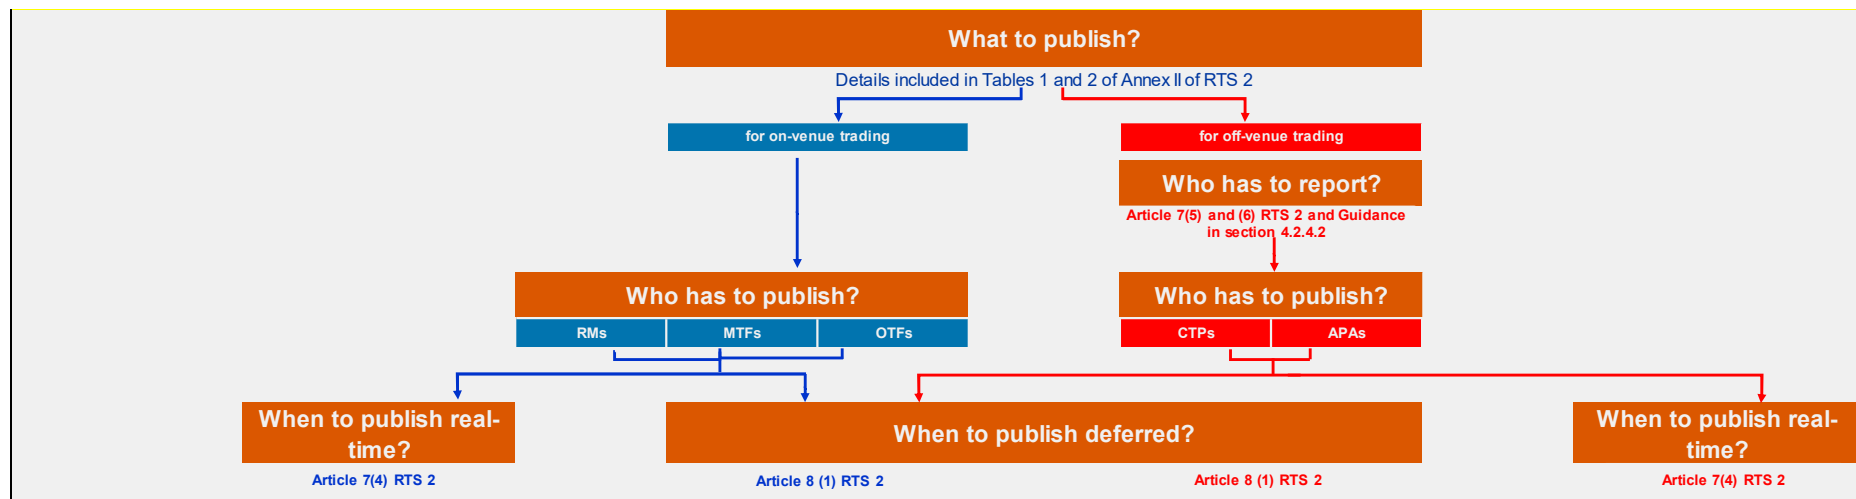 What to publish?
Details included in Tables 1 and 2 of Annex II of RTS 2
for on-venue trading
for off-venue trading
Who has to report?
Article 7(5) and (6) RTS 2 and Guidance
in section 4.2.4.2
Who has to publish?
Who has to publish?
RMs
MTFs
OTFs
CTPs
APAs
When to publish real-
time?
When to publish deferred?
When to publish real-
time?
Article 7(4) RTS 2
Article 8 (1) RTS 2
Article 8 (1) RTS 2
Article 7(4) RTS 2